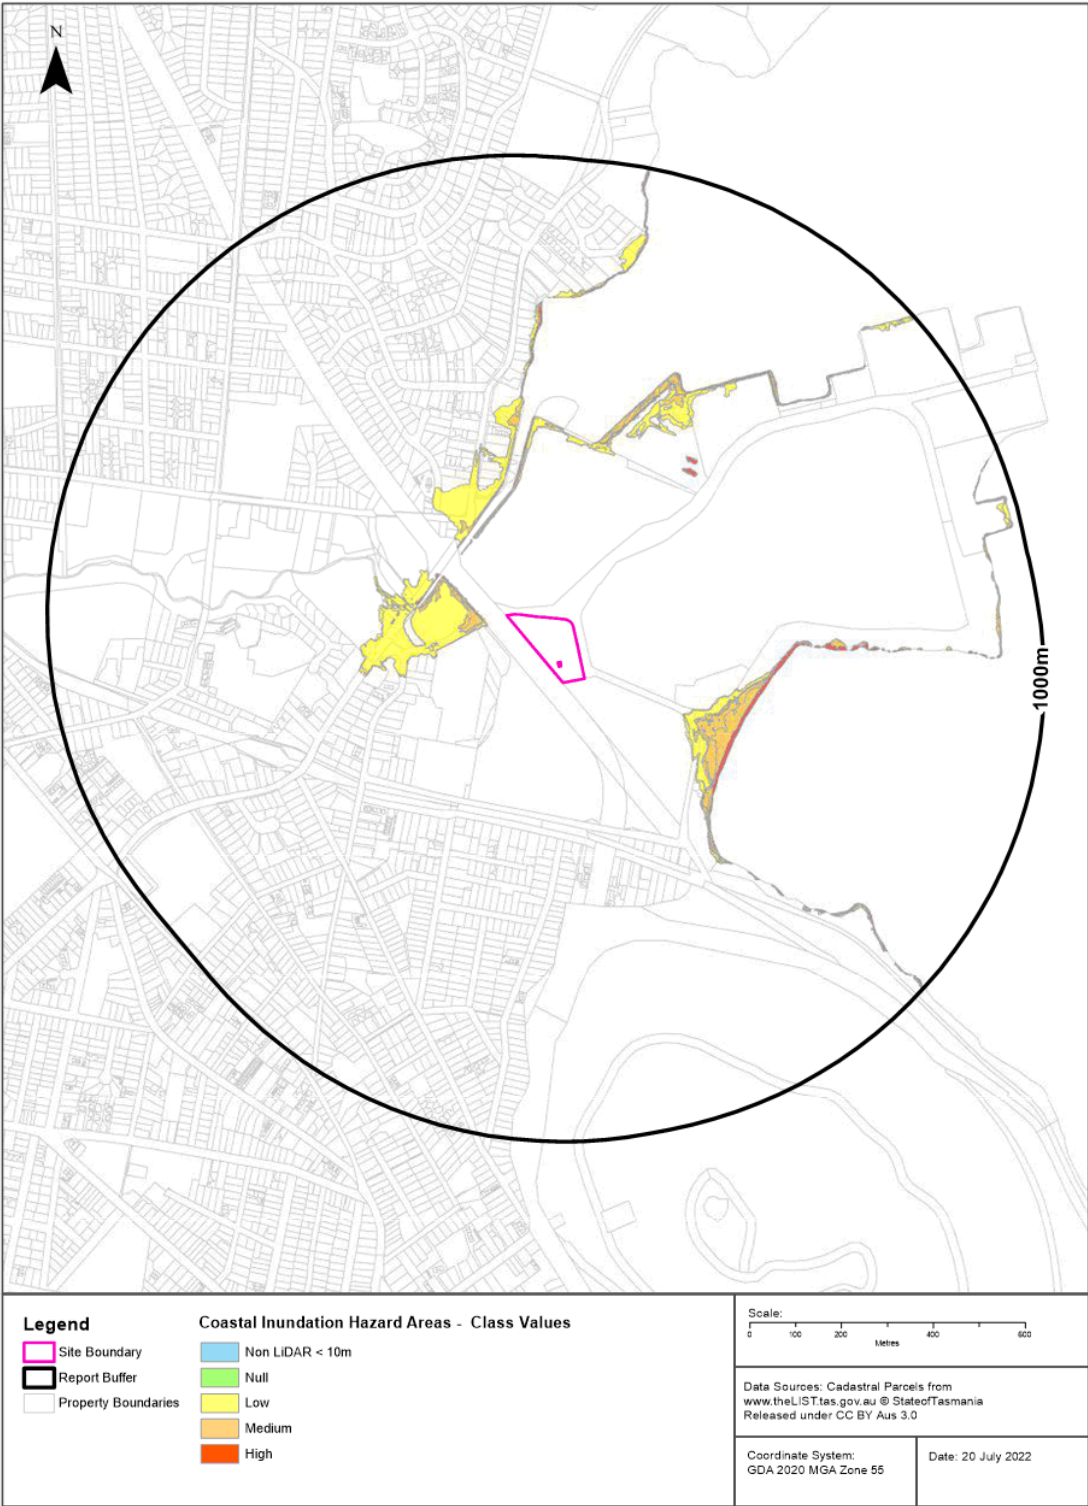 N
1000m
Legend
Site Boundary
Report Buffer
Property Boundaries
Coastal Inundation Hazard Areas - Class Values
Non LiDAR < 10m
Null
Low
Medium
High
Scale:
0 100 200 400 600
Metres
Data Sources: Cadastral Parcels from
www.theLIST.tas.gov.au © StateofTasmania
Released under CC BY Aus 3.0
Coordinate System:
GDA 2020 MGA Zone 55
Date: 20 July 2022